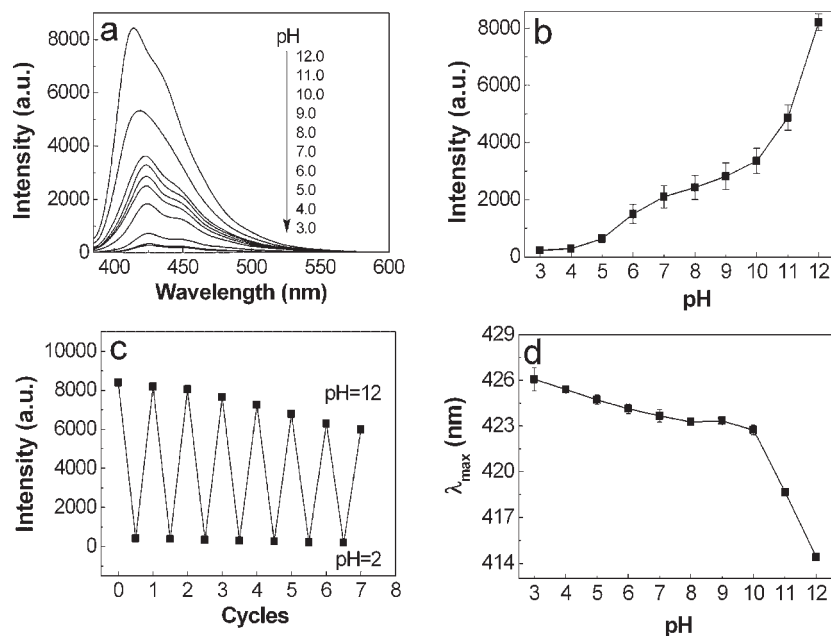 a
pH
12.0
11.0
10.0
9.0
8.0
7.0
6.0
5.0
4.0
3.0
8000
6000
4000
2000
0
Intensity (a.u.)
400 450 500 550 600
Wavelength (nm)
b
8000
6000
4000
2000
0
Intensity (a.u.)
3 4 5 6 7 8 9 10 11 12
pH
c
10000
8000
6000
4000
2000
0
Intensity (a.u.)
pH=12
pH=2
0 1 2 3 4 5 6 7 8
Cycles
d
429
426
423
420
417
414
λmax (nm)
3 4 5 6 7 8 9 10 11 12
pH